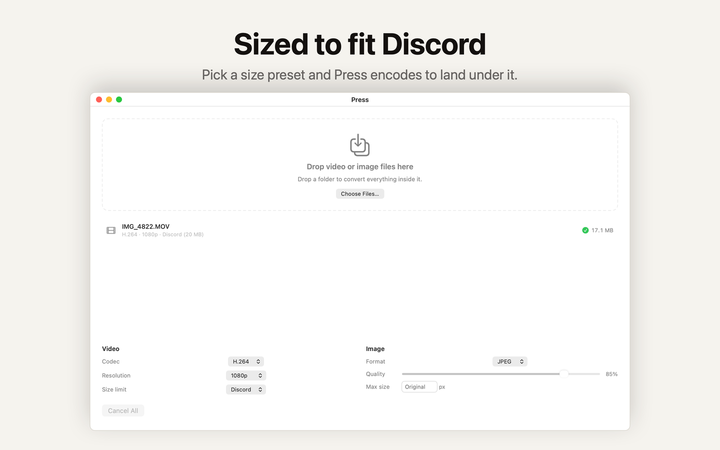 Sized to fit Discord
Pick a size preset and Press encodes to land under it.
Press
Drop video or image files here
Drop a folder to convert everything inside it.
Choose Files...
IMG_4822.MOV
H.264 · 1080p · Discord (20 MB)
17.1 MB
Video
Codec
H.264
Resolution
1080p
Size limit
Discord
Cancel All
Image
Format
JPEG
Quality
85%
Max size
Original
px